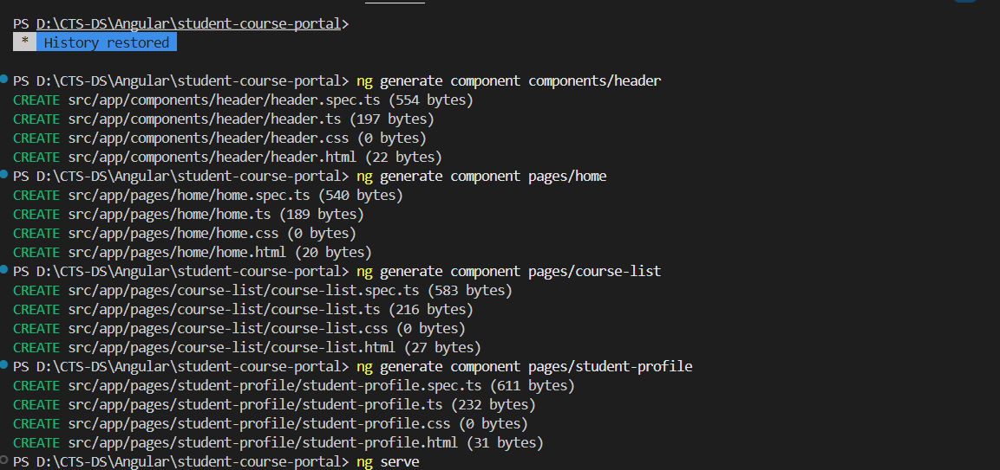 PS D:\CTS-DS\Angular\student-course-portal>
* History restored
PS D:\CTS-DS\Angular\student-course-portal> ng generate component components/header
CREATE src/app/components/header/header.spec.ts (554 bytes)
CREATE src/app/components/header/header.ts (197 bytes)
CREATE src/app/components/header/header.css (0 bytes)
CREATE src/app/components/header/header.html (22 bytes)
PS D:\CTS-DS\Angular\student-course-portal> ng generate component pages/home
CREATE src/app/pages/home/home.spec.ts (540 bytes)
CREATE src/app/pages/home/home.ts (189 bytes)
CREATE src/app/pages/home/home.css (0 bytes)
CREATE src/app/pages/home/home.html (20 bytes)
PS D:\CTS-DS\Angular\student-course-portal> ng generate component pages/course-list
CREATE src/app/pages/course-list/course-list.spec.ts (583 bytes)
CREATE src/app/pages/course-list/course-list.ts (216 bytes)
CREATE src/app/pages/course-list/course-list.css (0 bytes)
CREATE src/app/pages/course-list/course-list.html (27 bytes)
PS D:\CTS-DS\Angular\student-course-portal> ng generate component pages/student-profile
CREATE src/app/pages/student-profile/student-profile.spec.ts (611 bytes)
CREATE src/app/pages/student-profile/student-profile.ts (232 bytes)
CREATE src/app/pages/student-profile/student-profile.css (0 bytes)
CREATE src/app/pages/student-profile/student-profile.html (31 bytes)
PS D:\CTS-DS\Angular\student-course-portal> ng serve